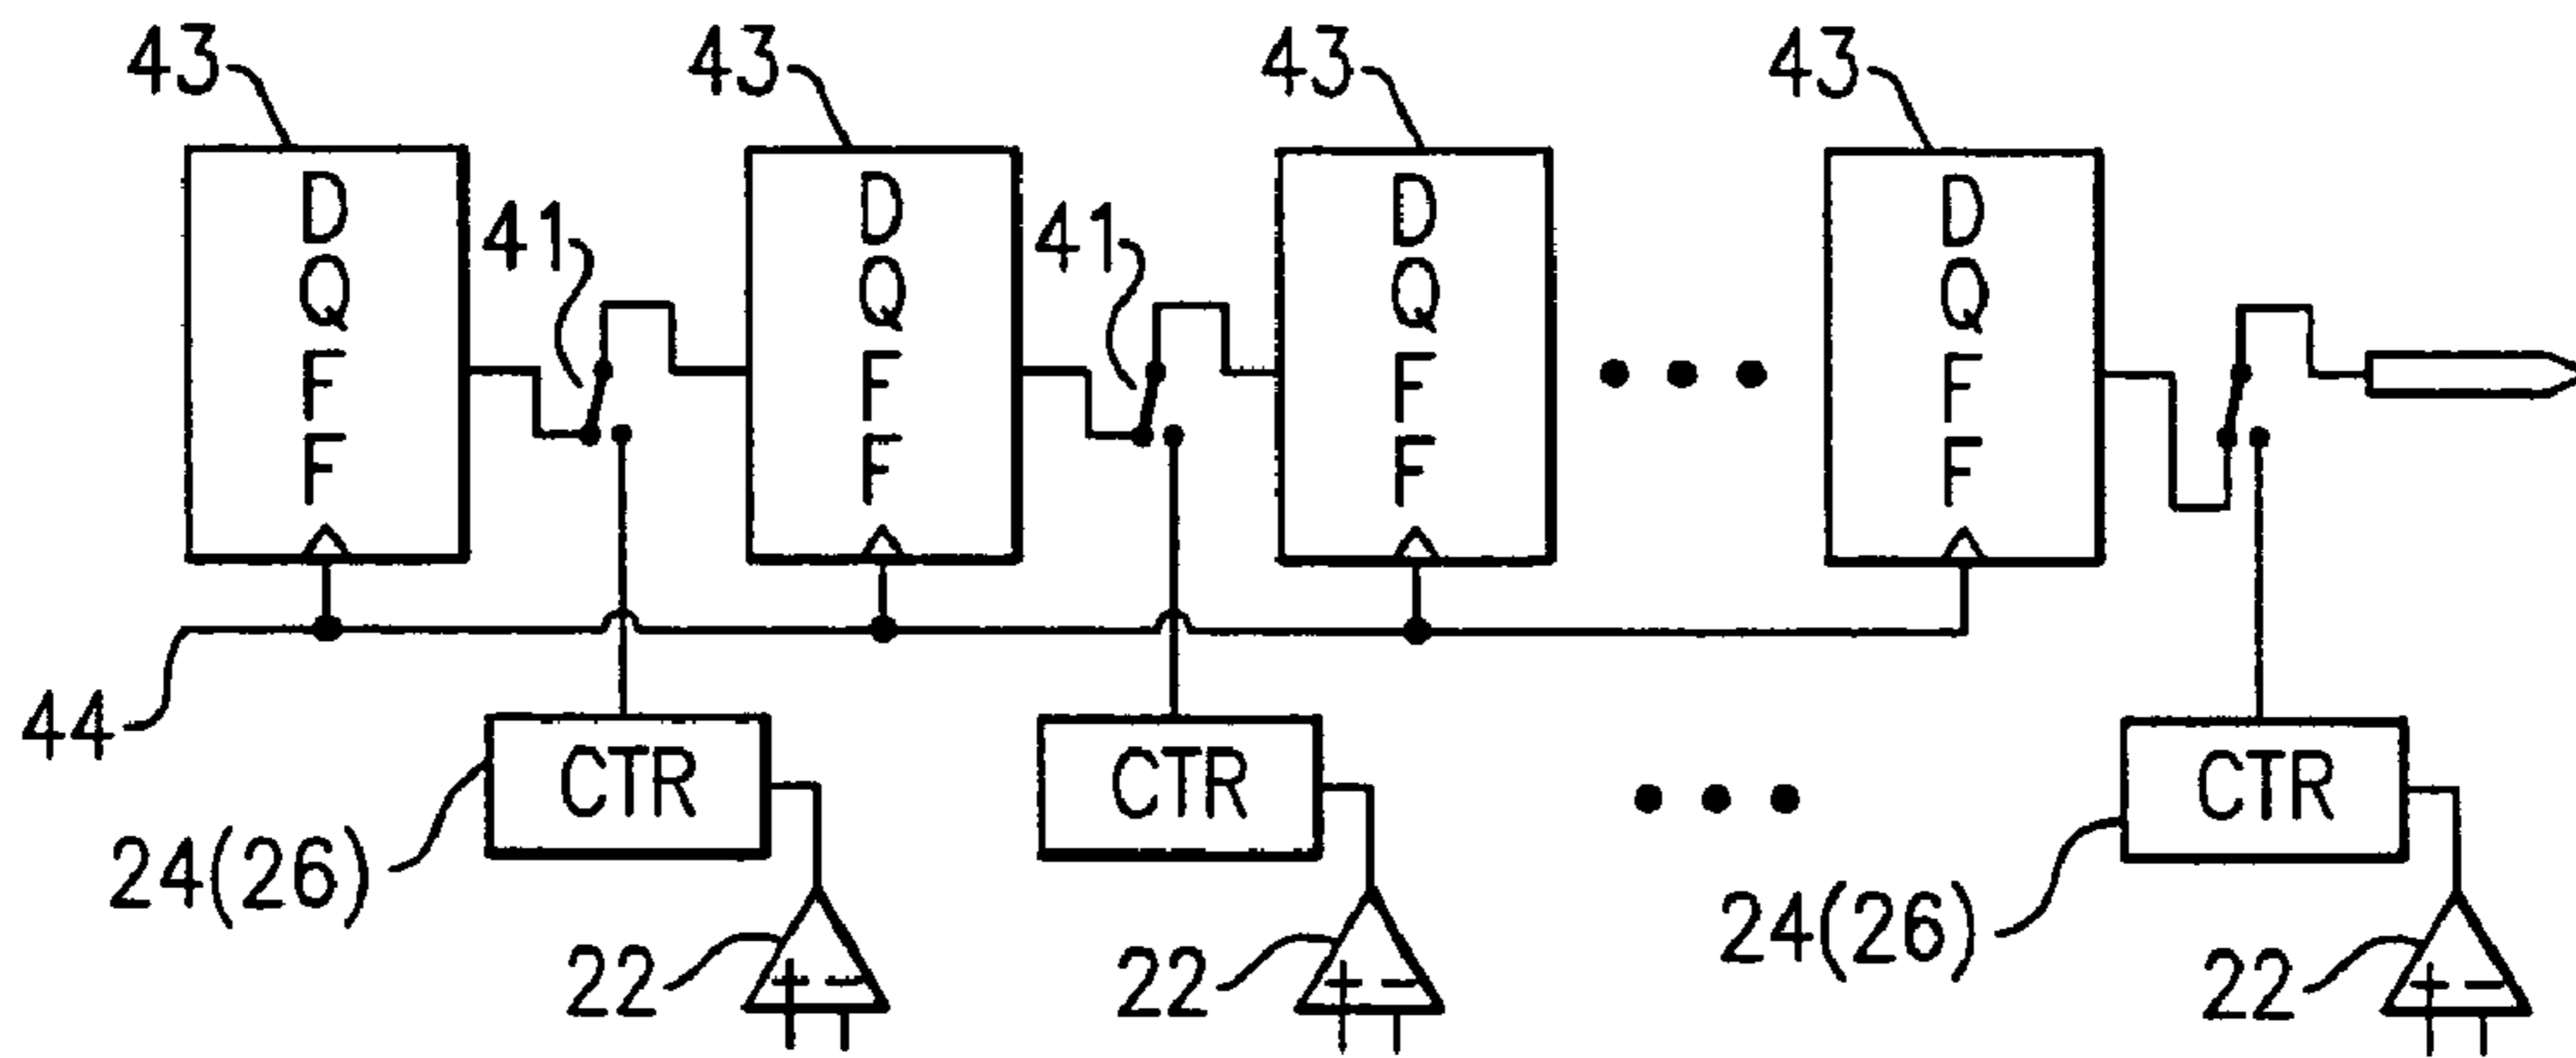 43 43 43 43
D Q F F
D Q F F
D Q F F
D Q F F
41 41
44
CTR CTR CTR
24(26) 24(26)
22 22 22
+ − + − + −